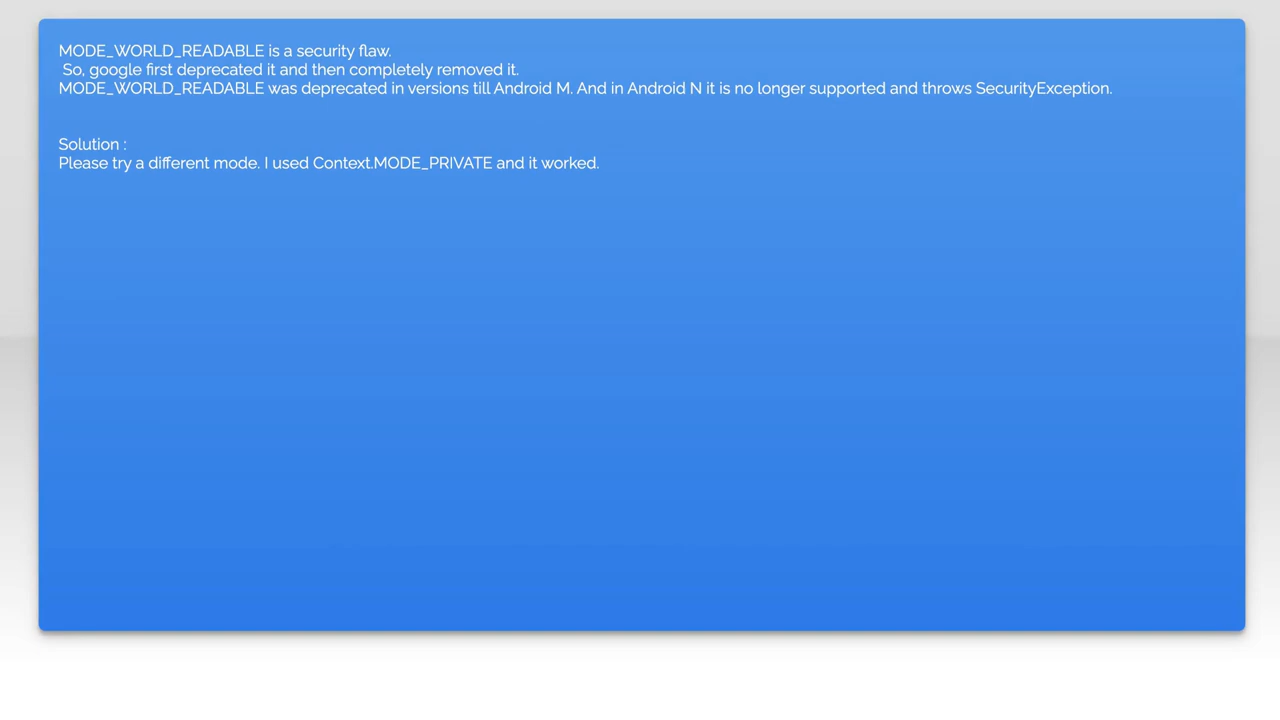 MODE_WORLD_READABLE is a security flaw.
So, google first deprecated it and then completely removed it.
MODE_WORLD_READABLE was deprecated in versions till Android M. And in Android N it is no longer supported and throws SecurityException.
Solution :
Please try a different mode. I used Context.MODE_PRIVATE and it worked.